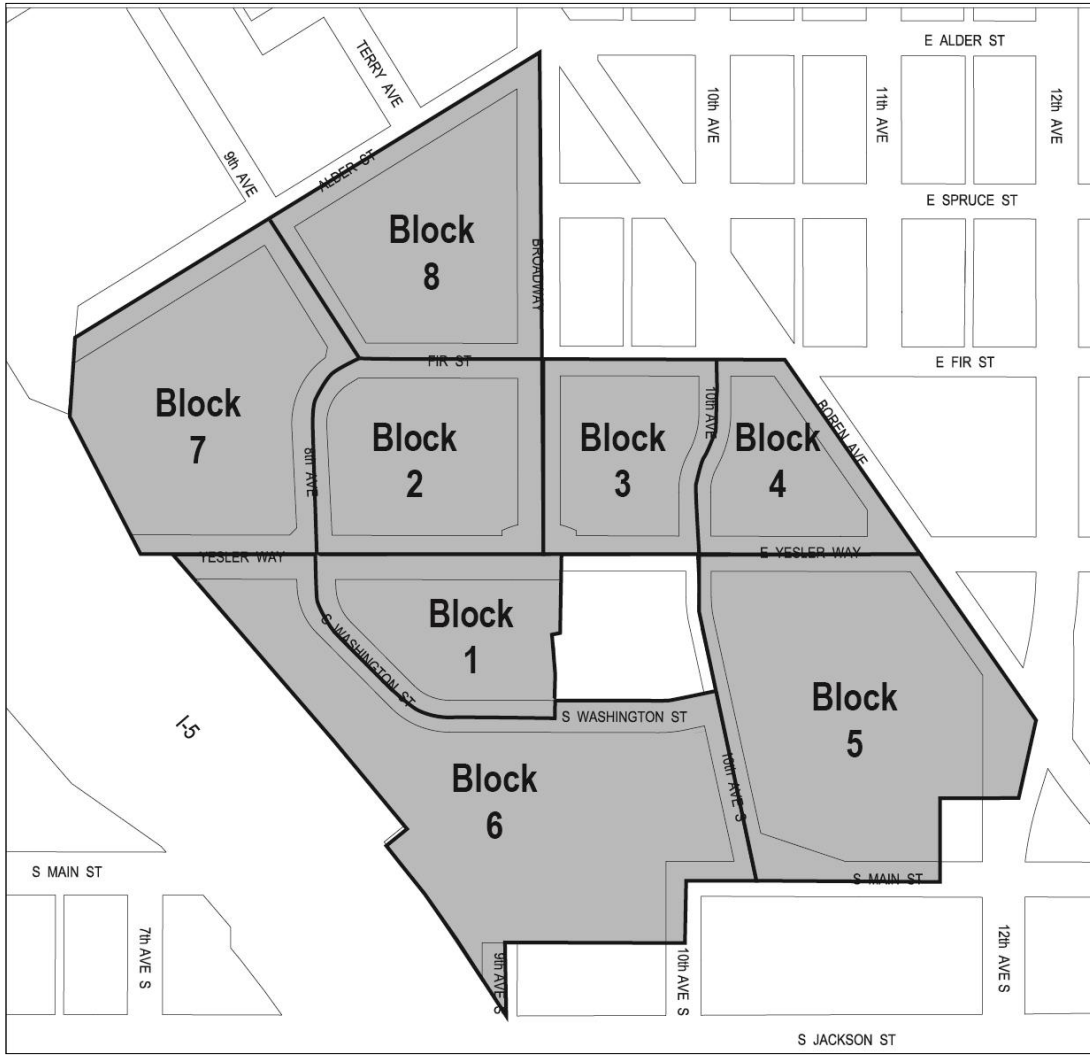 E ALDER ST
TERRY AVE
10th AVE
11th AVE
12th AVE
9th AVE
ALDER ST
E SPRUCE ST
Block
8
BROADWAY
FIR ST
E FIR ST
Block
7
8th AVE
Block
2
Block
3
10th AVE
Block
4
BOREN AVE
YESLER WAY
E YESLER WAY
Block
1
S WASHINGTON ST
S WASHINGTON ST
Block
5
I-5
Block
6
10th AVE S
S MAIN ST
S MAIN ST
7th AVE S
9th AVE S
10th AVE S
12th AVE S
S JACKSON ST